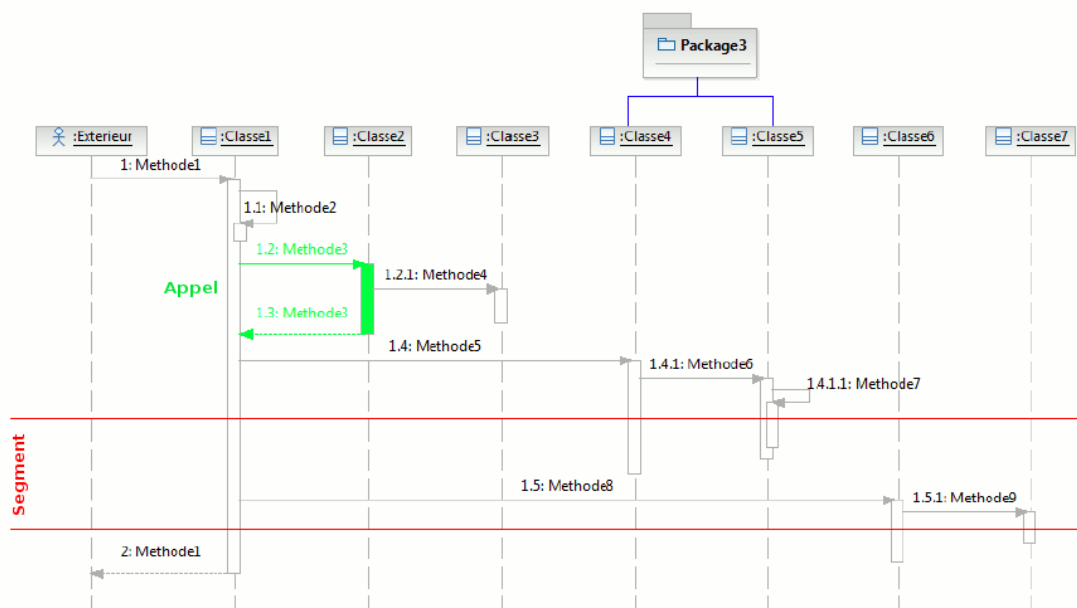 Package3
:Exterieur
:Classe1
:Classe2
:Classe3
:Classe4
:Classe5
:Classe6
:Classe7
1: Methode1
1.1: Methode2
1.2: Methode3
1.2.1: Methode4
Appel
1.3: Methode3
1.4: Methode5
1.4.1: Methode6
1.4.1.1: Methode7
Segment
1.5: Methode8
1.5.1: Methode9
2: Methode1